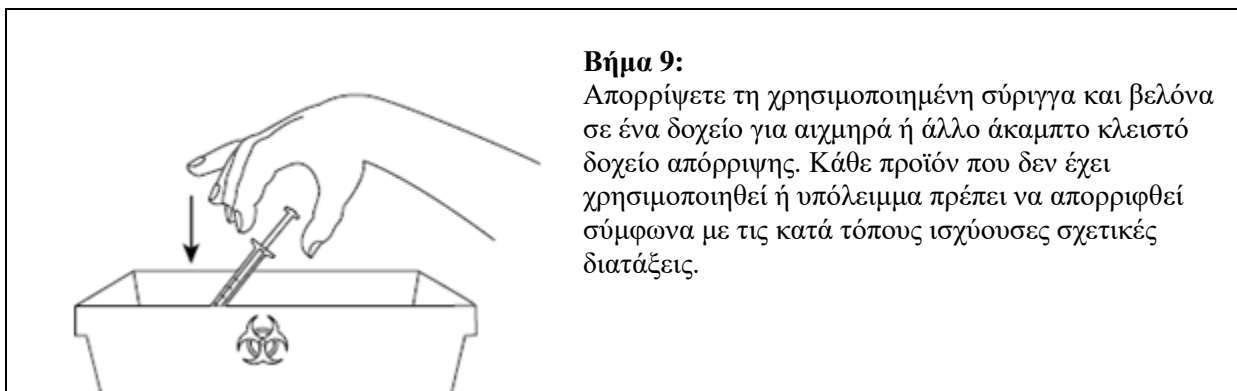 Βήμα 9:
Απορρίψετε τη χρησιμοποιημένη σύριγγα και βελόνα
σε ένα δοχείο για αιχμηρά ή άλλο άκαμπτο κλειστό
δοχείο απόρριψης. Κάθε προϊόν που δεν έχει
χρησιμοποιηθεί ή υπόλειμμα πρέπει να απορριφθεί
σύμφωνα με τις κατά τόπους ισχύουσες σχετικές
διατάξεις.